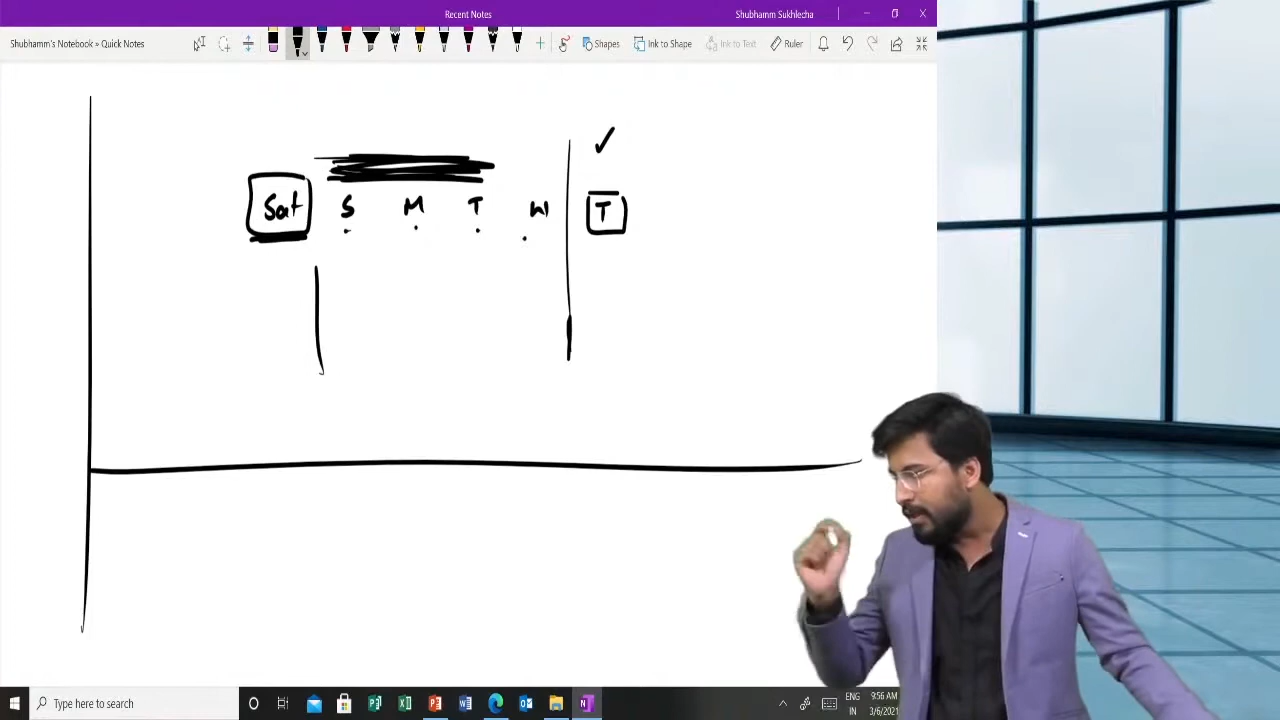 Recent Notes
Shubhamm Sukhlecha
Shubhamm's Notebook » Quick Notes
Shapes
Ink to Shape
Ink to Text
Ruler
Sat S M T W T
Type here to search
ENG
IN
9:56 AM
3/6/2021